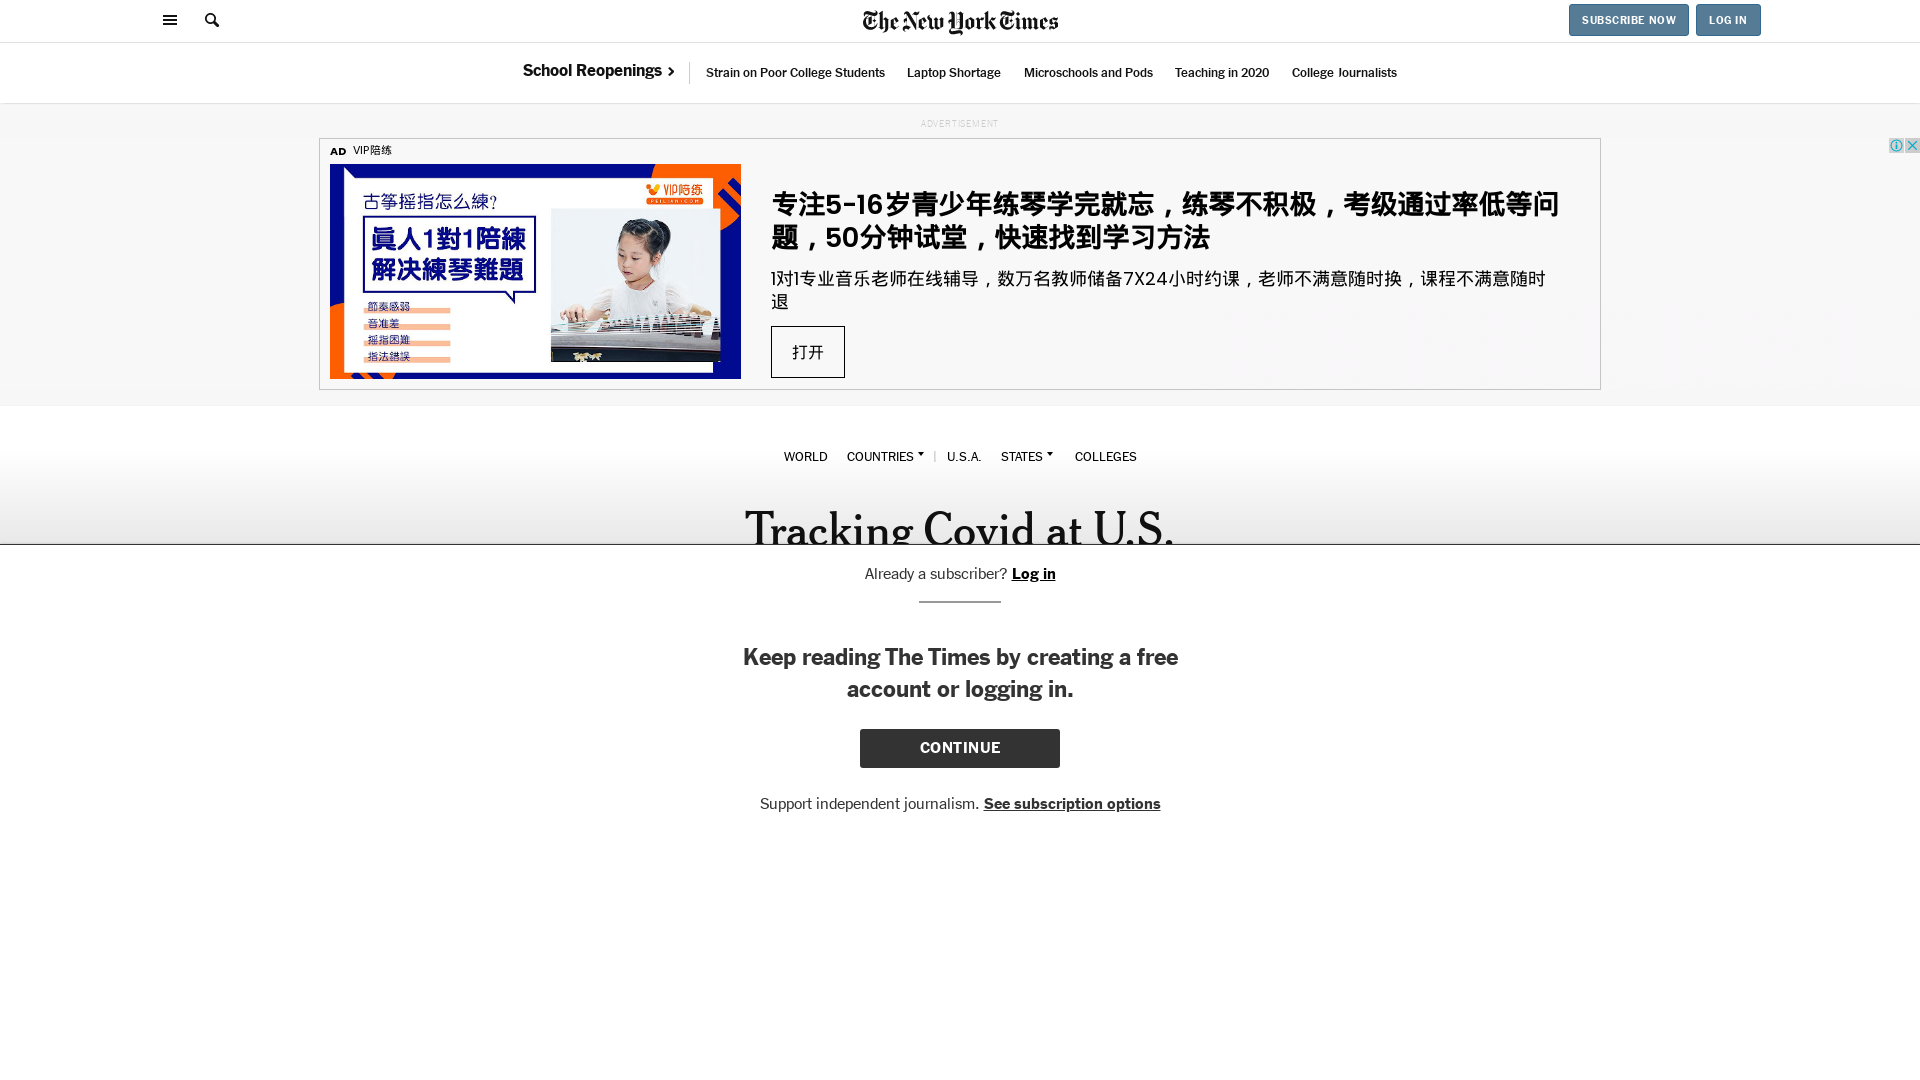 The New York Times
SUBSCRIBE NOW
LOG IN
School Reopenings
Strain on Poor College Students
Laptop Shortage
Microschools and Pods
Teaching in 2020
College Journalists
ADVERTISEMENT
AD VIP陪练
古筝摇指怎么練?
VIP陪练
PEILIAN.COM
眞人1對1陪練
解决練琴難題
節奏感弱
音准差
摇指困難
指法錯誤
专注5-16岁青少年练琴学完就忘，练琴不积极，考级通过率低等问
题，50分钟试堂，快速找到学习方法
1对1专业音乐老师在线辅导，数万名教师储备7X24小时约课，老师不满意随时换，课程不满意随时
退
打开
WORLD
COUNTRIES
U.S.A.
STATES
COLLEGES
Tracking Covid at U.S.
Already a subscriber? Log in
Keep reading The Times by creating a free
account or logging in.
CONTINUE
Support independent journalism. See subscription options